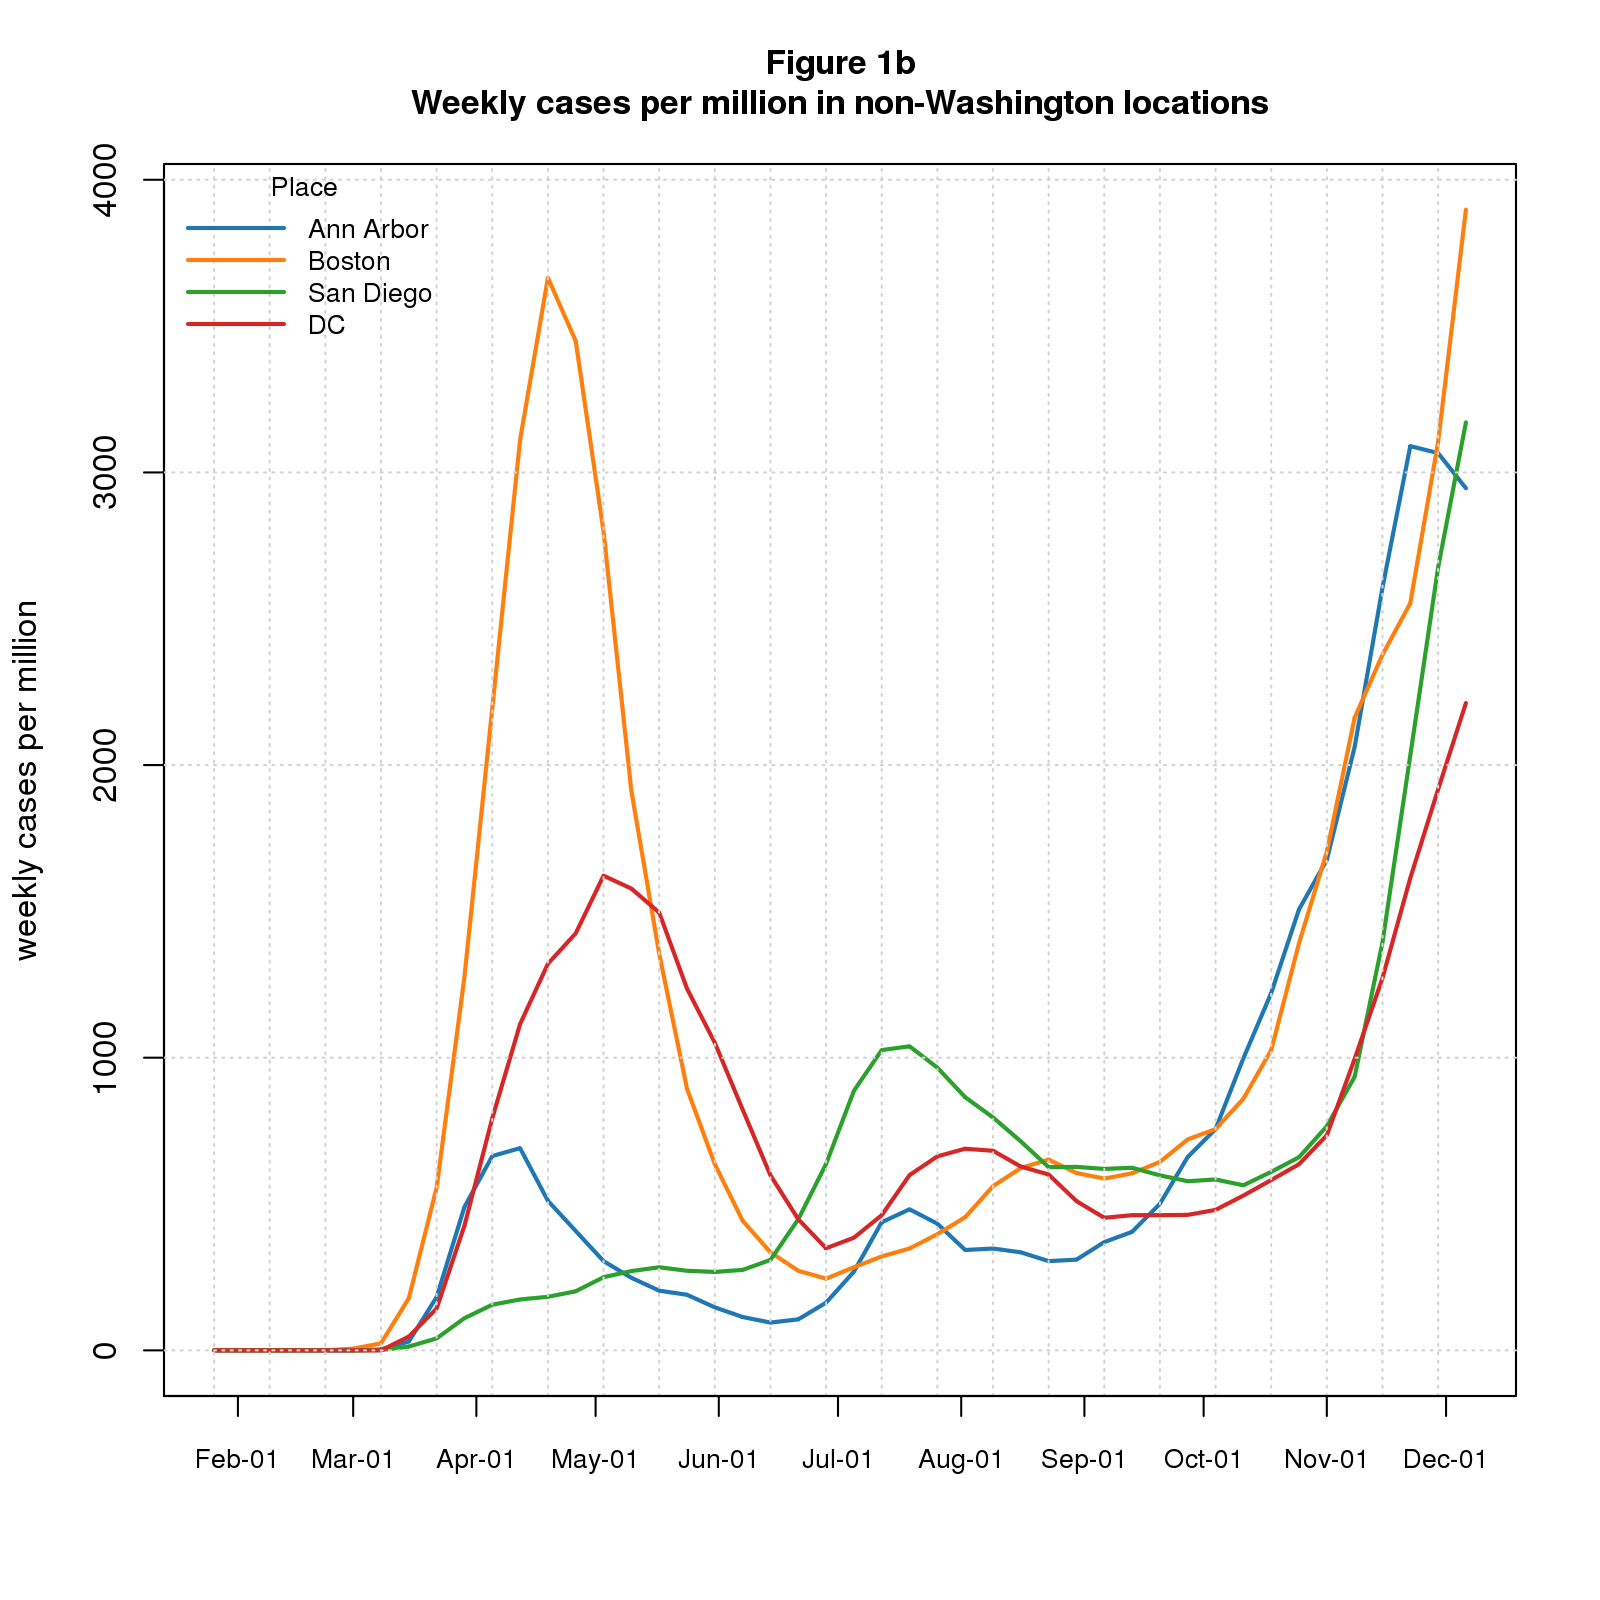 Figure 1b
Weekly cases per million in non-Washington locations
Place
Ann Arbor
Boston
San Diego
DC
weekly cases per million
4000
3000
2000
1000
0
Feb-01 Mar-01 Apr-01 May-01 Jun-01 Jul-01 Aug-01 Sep-01 Oct-01 Nov-01 Dec-01